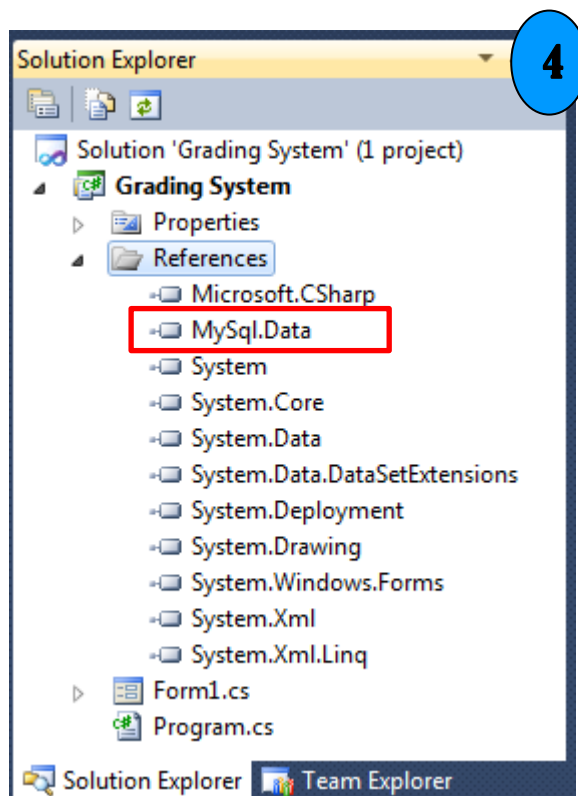 Solution Explorer
4
Solution 'Grading System' (1 project)
Grading System
Properties
References
Microsoft.CSharp
MySql.Data
System
System.Core
System.Data
System.Data.DataSetExtensions
System.Deployment
System.Drawing
System.Windows.Forms
System.Xml
System.Xml.Linq
Form1.cs
Program.cs
Solution Explorer Team Explorer